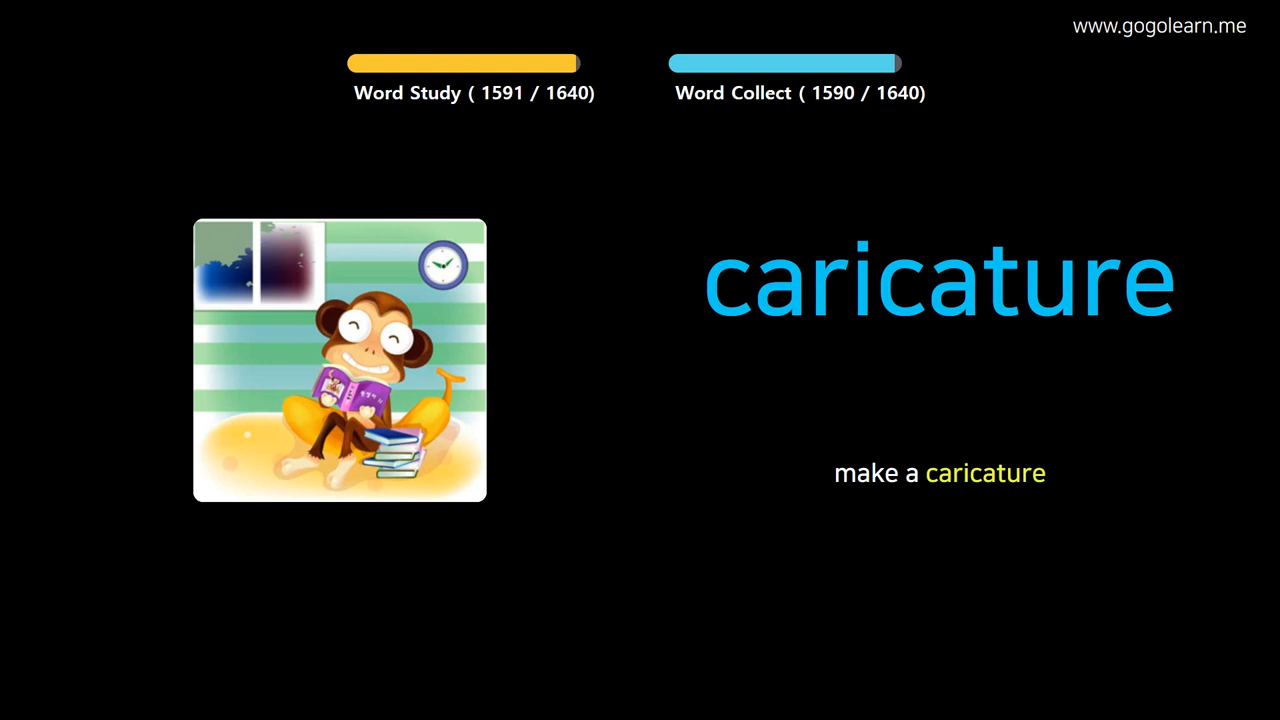 www.gogolearn.me
Word Study ( 1591 / 1640)
Word Collect ( 1590 / 1640)
caricature
make a caricature